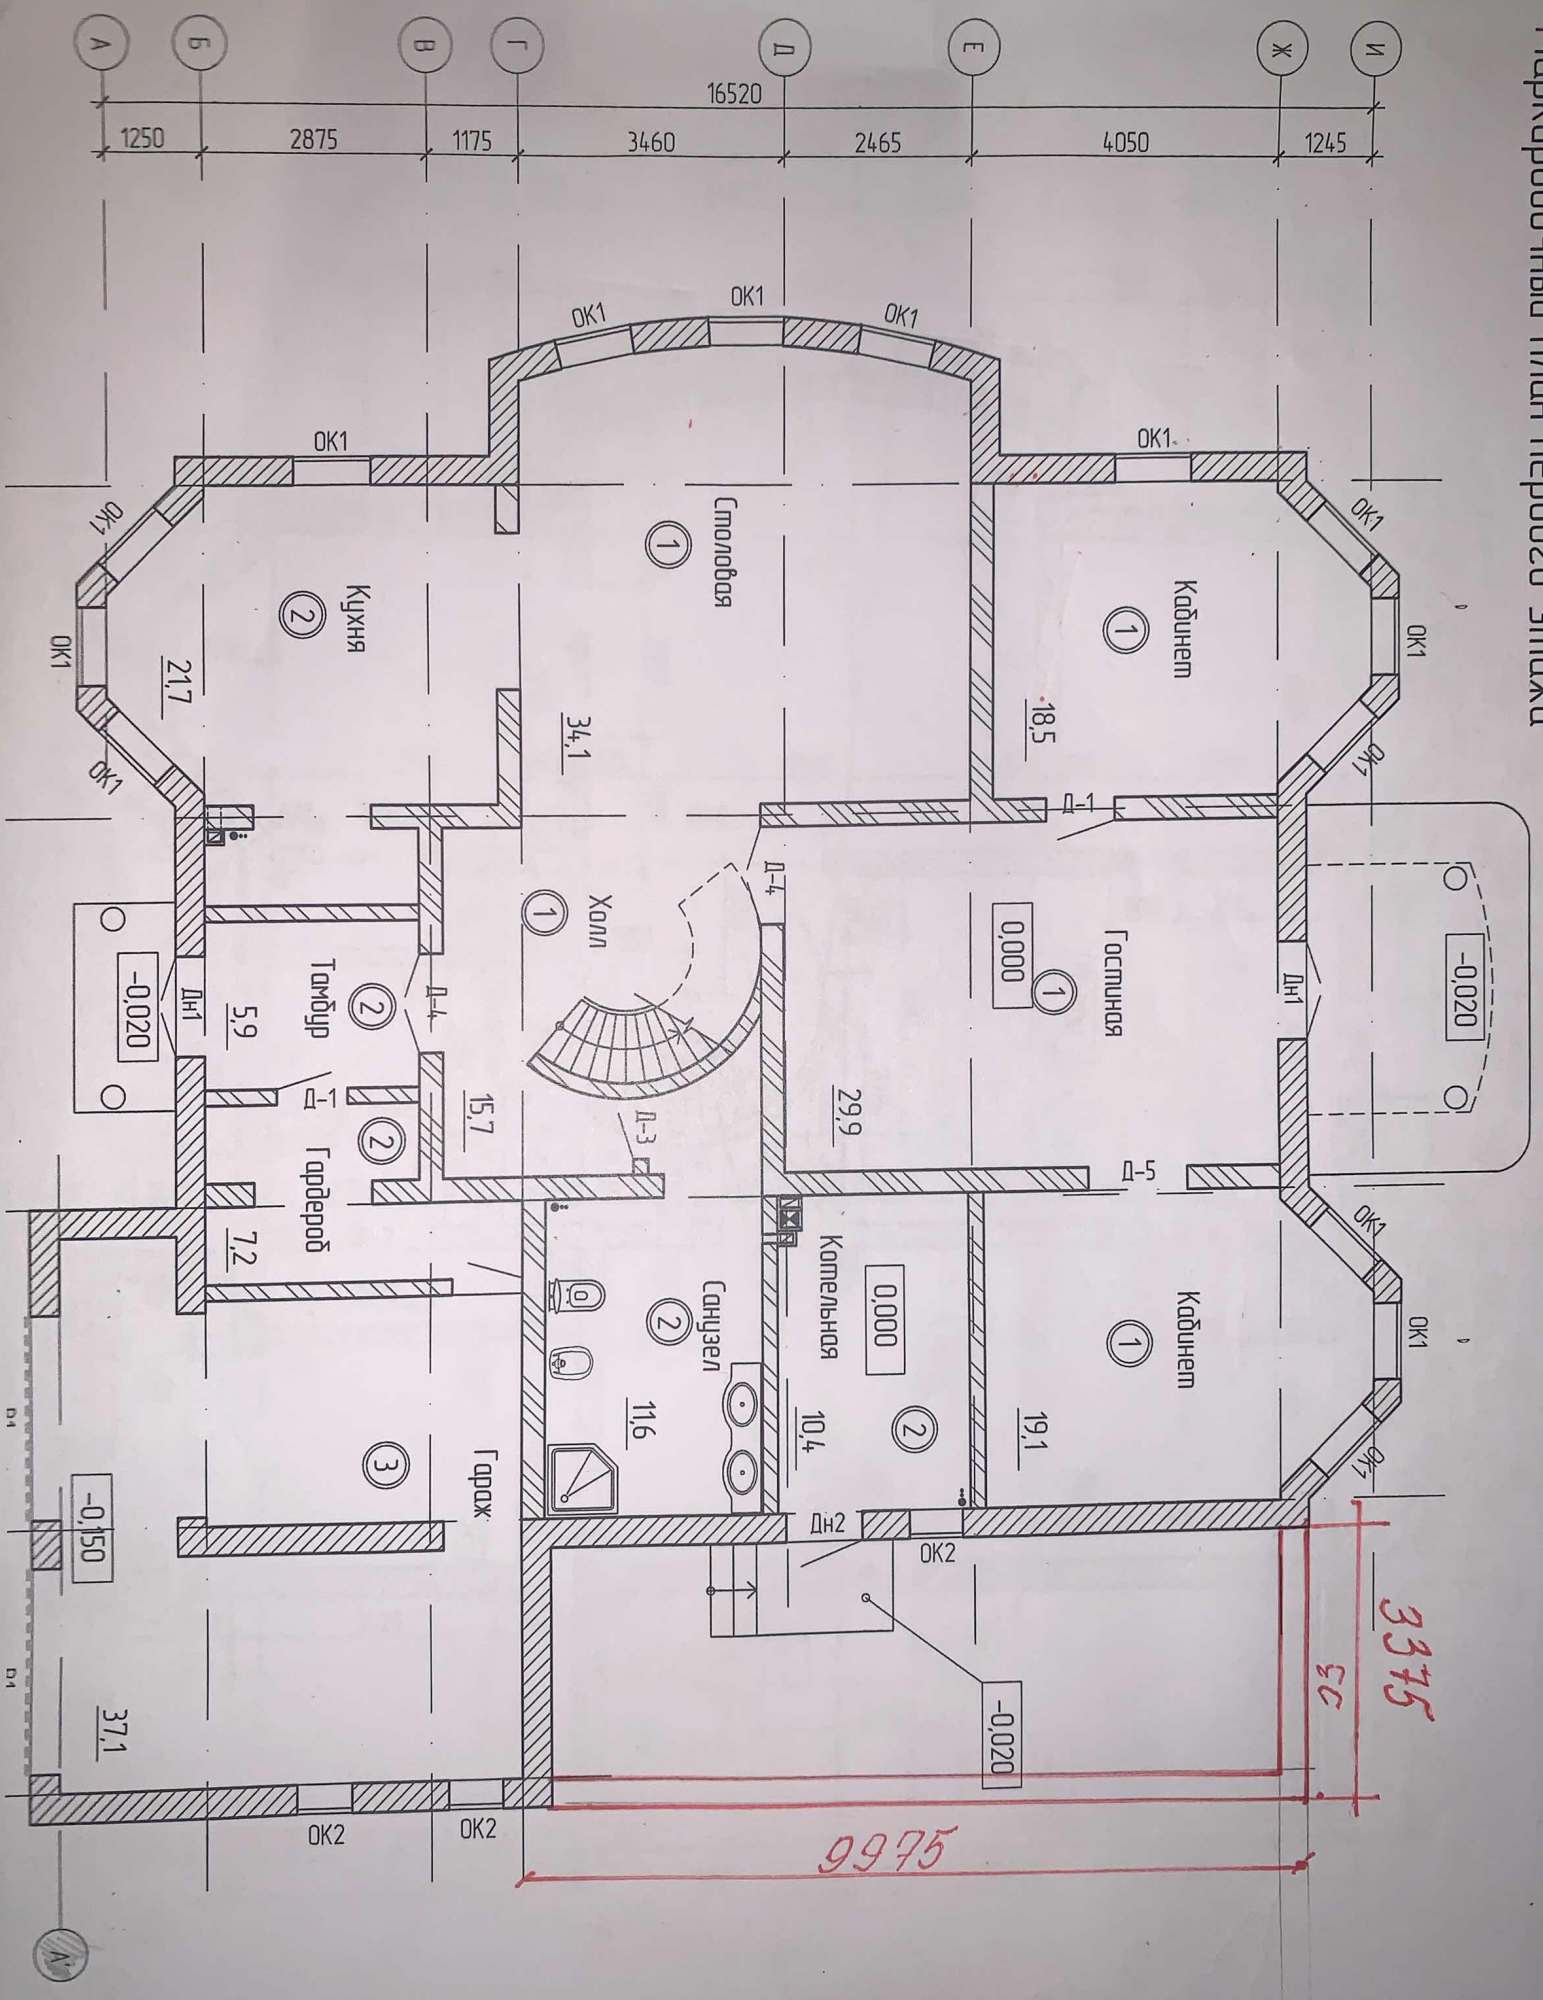 А
Б
В
Г
Д
Е
Ж
И
16520
1250
2875
1175
3460
2465
4050
1245
план первого этажа
ОК1
ОК1
ОК1
ОК1
ОК1
ОК1
ОК1
ОК1
ОК1
ОК1
ОК1
Столовая
1
34,1
Кухня
2
21,7
Кабинет
1
18,5
Д-1
Д-4
Холл
1
15,7
Гостиная
1
0,000
29,9
Дн1
-0,020
Тамбур
2
5,9
Д-4
Дн1
-0,020
Д-1
Гардероб
2
7,2
Д-3
Д-5
Санузел
2
11,6
Котельная
0,000
2
10,4
Кабинет
1
19,1
ОК1
ОК1
ОК1
Гараж
3
-0,150
37,1
Дн2
ОК2
-0,020
ОК2
ОК2
3375
9975
А'